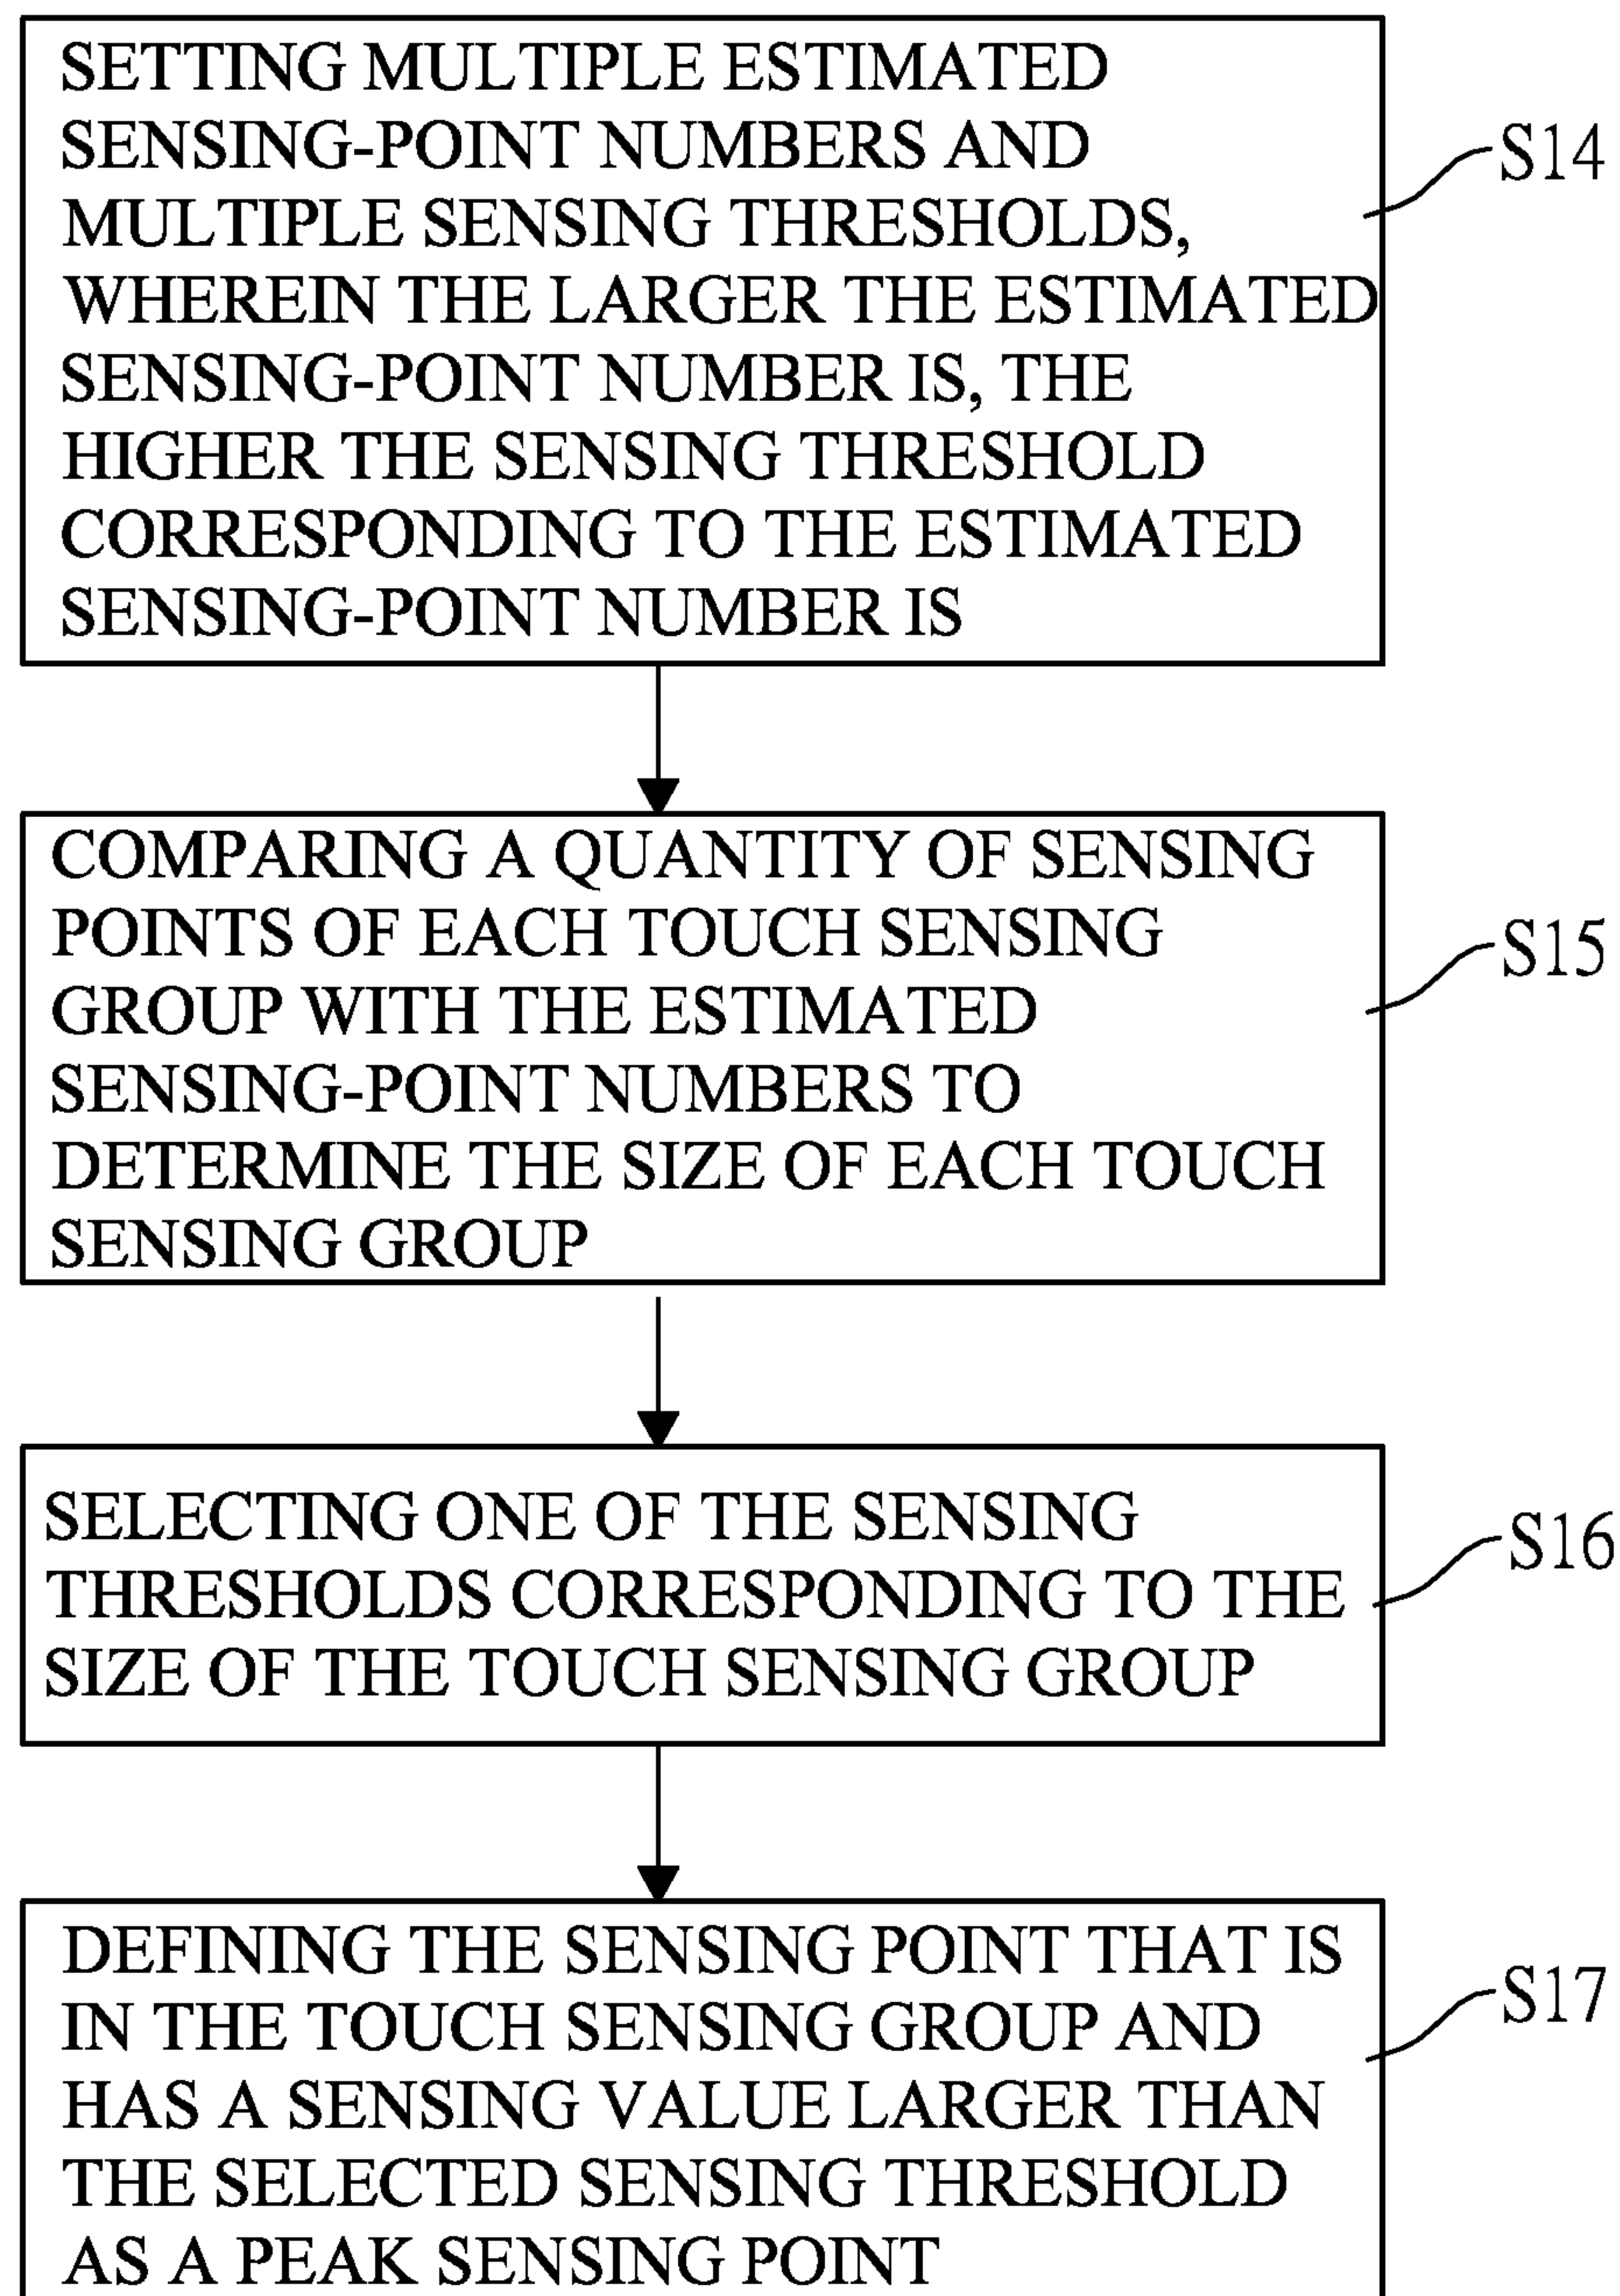 SETTING MULTIPLE ESTIMATED
SENSING-POINT NUMBERS AND
MULTIPLE SENSING THRESHOLDS,
WHEREIN THE LARGER THE ESTIMATED
SENSING-POINT NUMBER IS, THE
HIGHER THE SENSING THRESHOLD
CORRESPONDING TO THE ESTIMATED
SENSING-POINT NUMBER IS
S14
COMPARING A QUANTITY OF SENSING
POINTS OF EACH TOUCH SENSING
GROUP WITH THE ESTIMATED
SENSING-POINT NUMBERS TO
DETERMINE THE SIZE OF EACH TOUCH
SENSING GROUP
S15
SELECTING ONE OF THE SENSING
THRESHOLDS CORRESPONDING TO THE
SIZE OF THE TOUCH SENSING GROUP
S16
DEFINING THE SENSING POINT THAT IS
IN THE TOUCH SENSING GROUP AND
HAS A SENSING VALUE LARGER THAN
THE SELECTED SENSING THRESHOLD
AS A PEAK SENSING POINT
S17